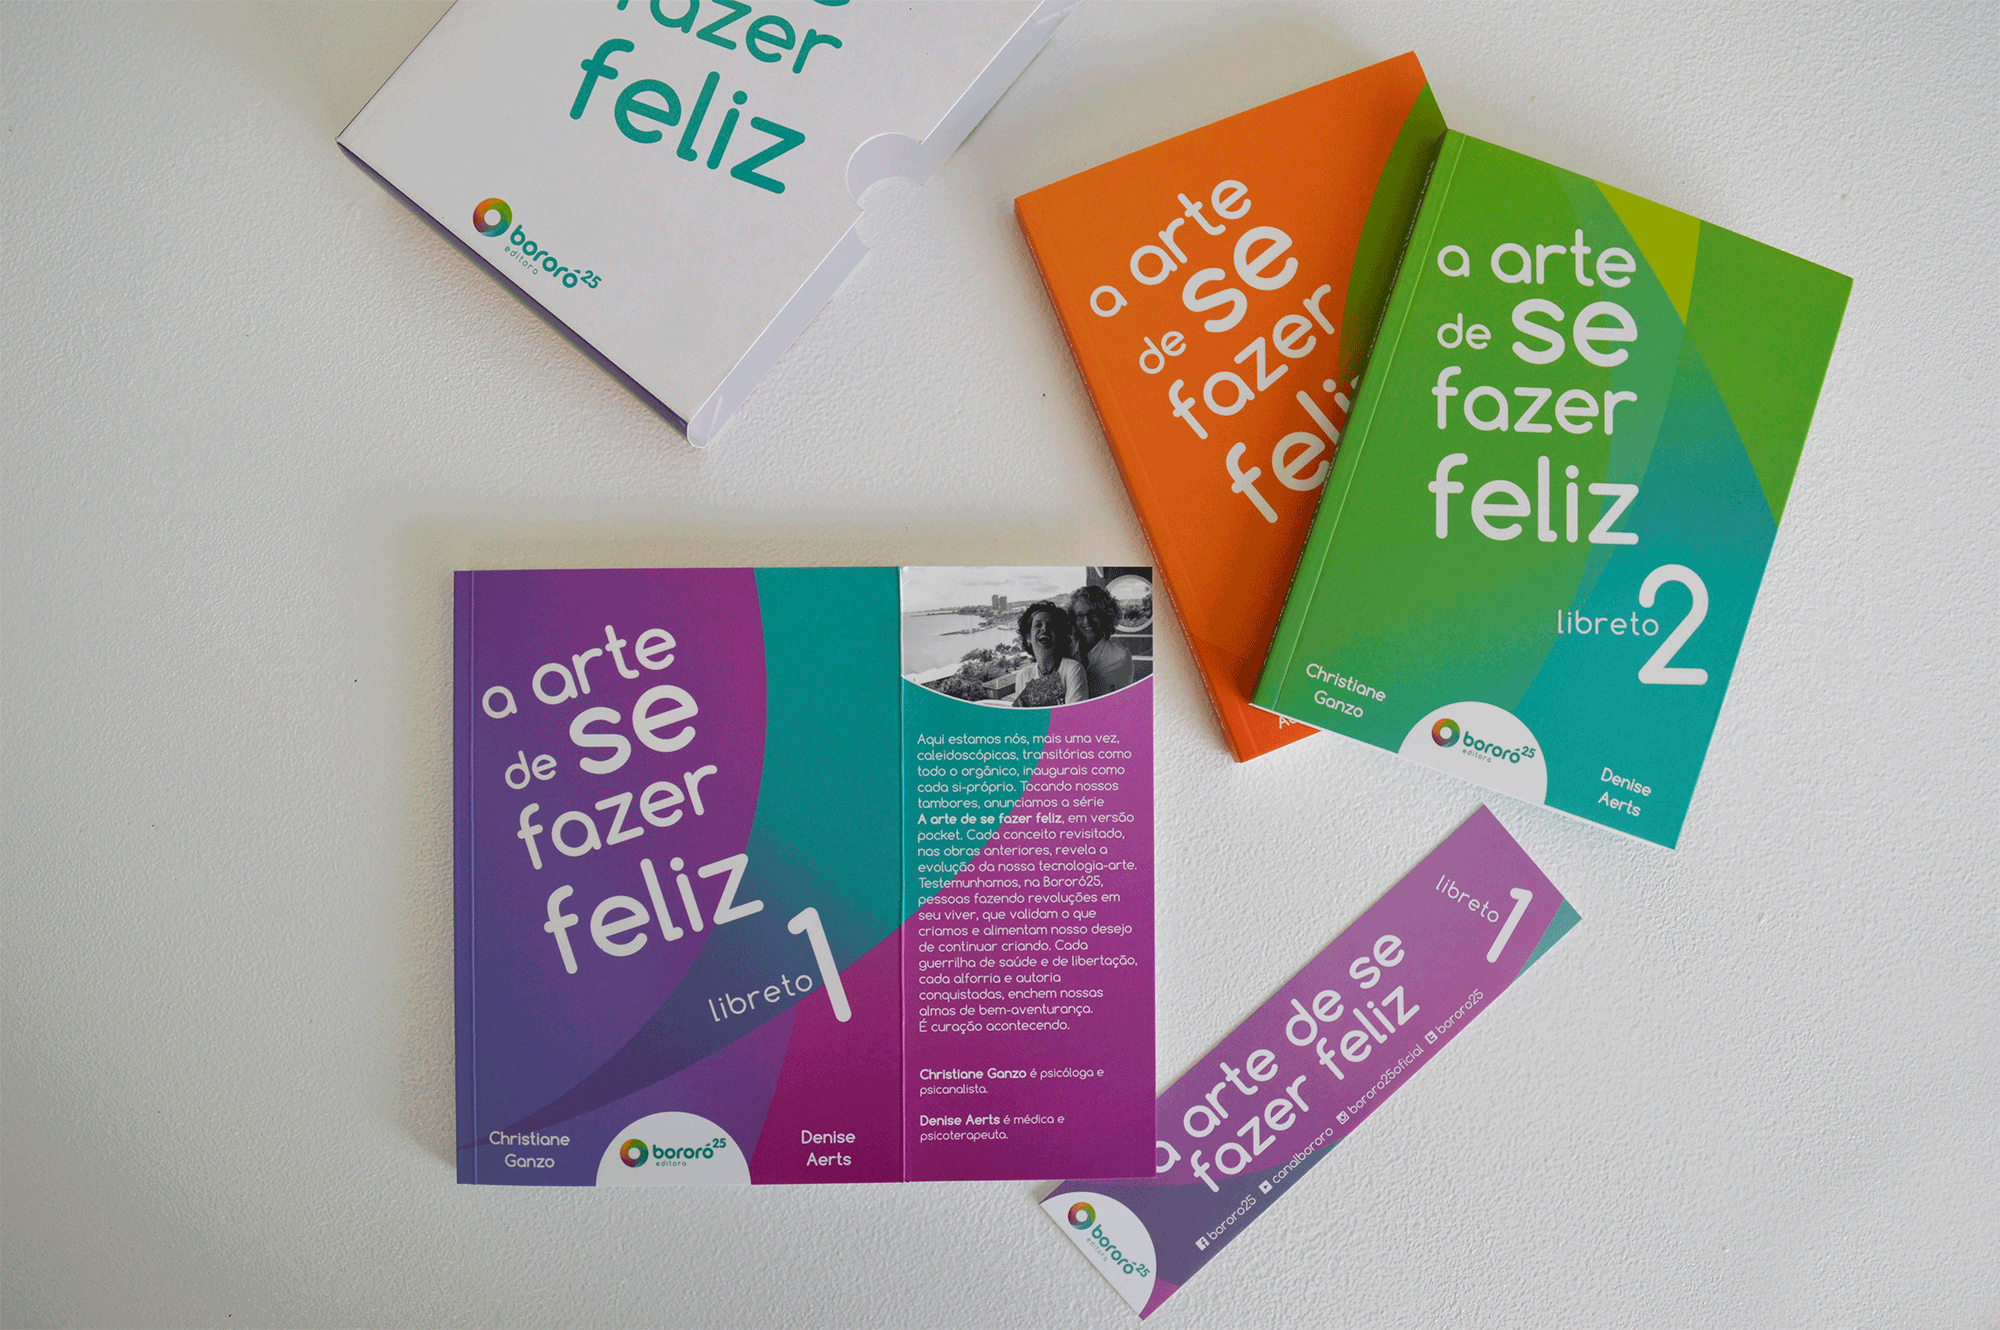 fazer
feliz
bororó25
editora
a arte
de se
fazer
feliz
a arte
de se
fazer
feliz
libreto 2
Christiane
Ganzo
bororó25
editora
Denise
Aerts
a arte
de se
fazer
feliz
libreto 1
Christiane
Ganzo
bororó25
editora
Denise
Aerts
Aqui estamos nós, mais uma vez,
caleidoscópicas, transitórias como
todo o orgânico, inaugurais como
cada si-próprio. Tocando nossos
tambores, anunciamos a série
A arte de se fazer feliz, em versão
pocket. Cada conceito revisitado,
nas obras anteriores, revela a
evolução da nossa tecnologia-arte.
Testemunhamos, na Bororó25,
pessoas fazendo revoluções em
seu viver, que validam o que
criamos e alimentam nosso desejo
de continuar criando. Cada
guerrilha de saúde e de libertação,
cada alforria e autoria
conquistadas, enchem nossas
almas de bem-aventurança.
É curação acontecendo.
Christiane Ganzo é psicóloga e
psicanalista.
Denise Aerts é médica e
psicoterapeuta.
libreto 1
a arte de se
fazer feliz
bororo25 canalbororo bororo25oficial bororo25
bororó25
editora